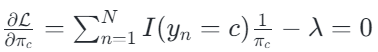 ∂ℒ/∂π_c = ∑_{n=1}^{N} I(y_n = c) 1/π_c − λ = 0